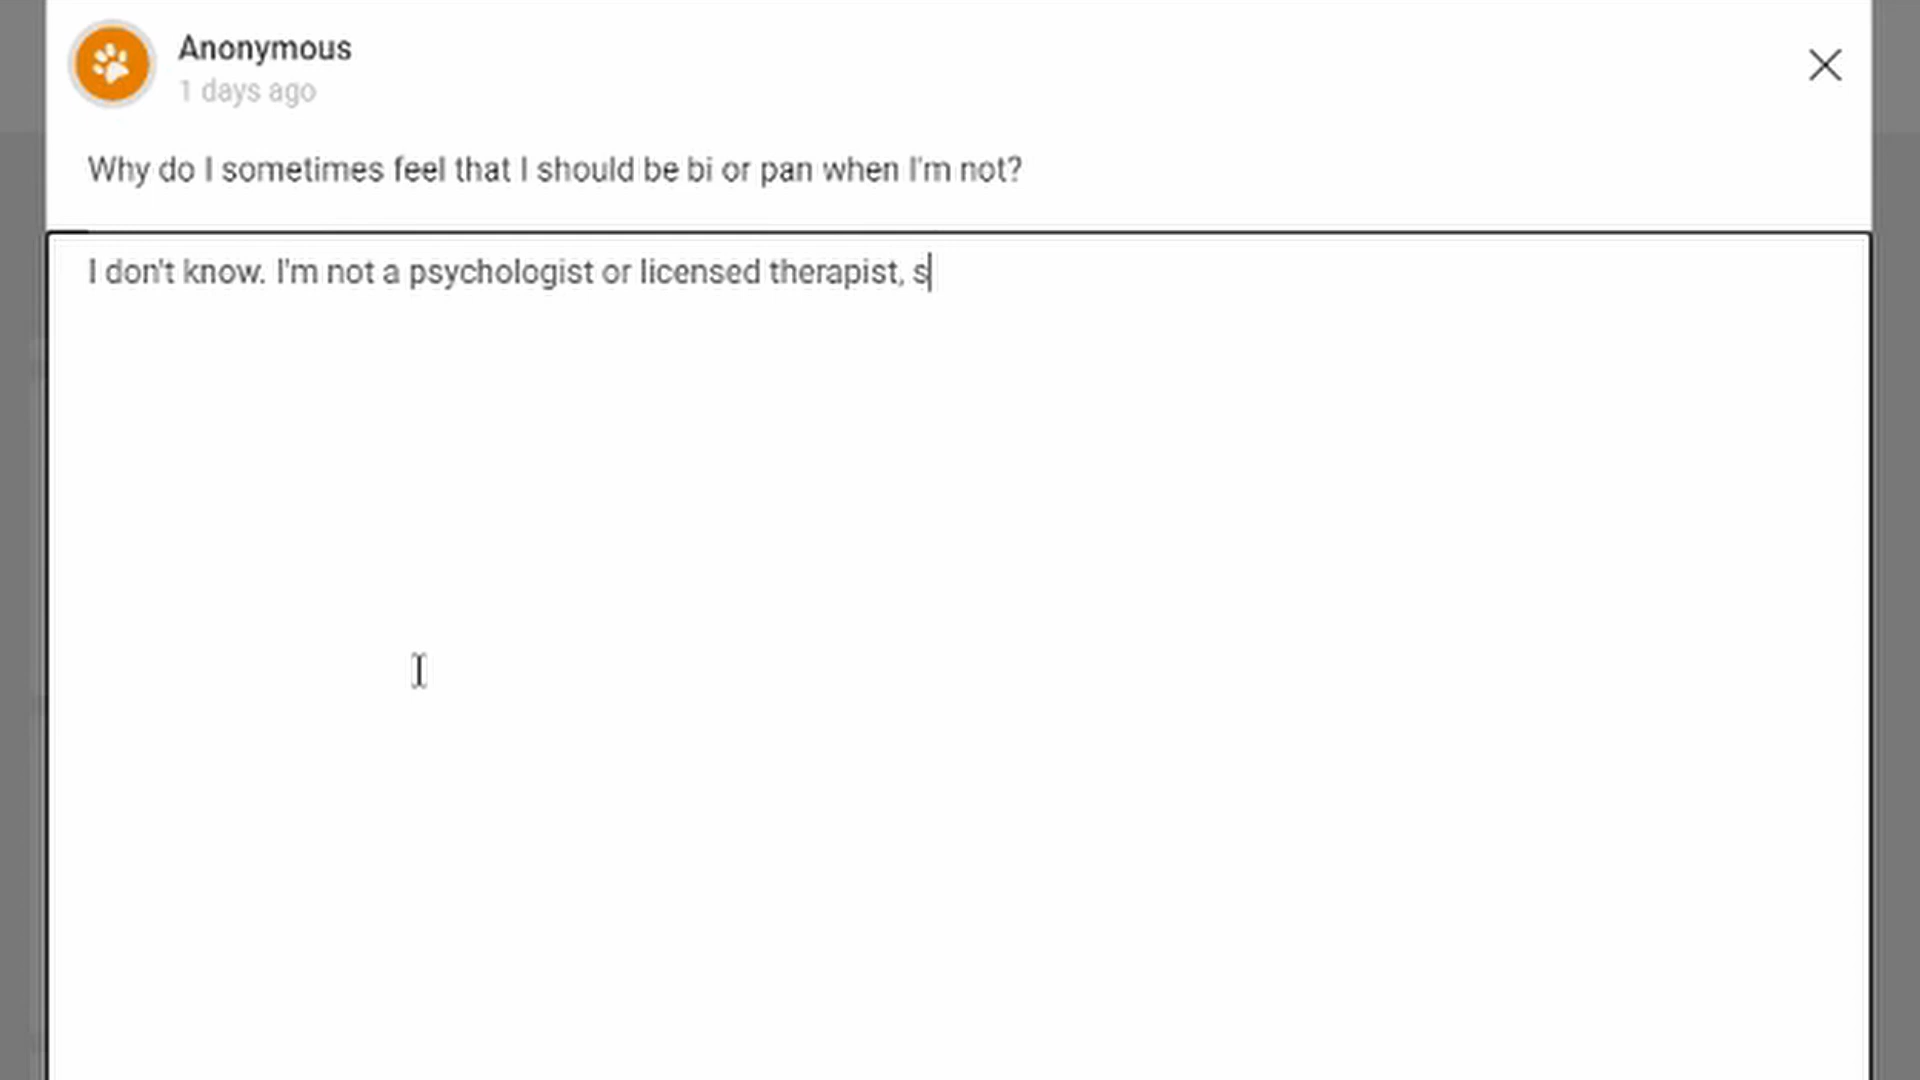 Anonymous
1 days ago
Why do I sometimes feel that I should be bi or pan when I'm not?
I don't know. I'm not a psychologist or licensed therapist, s